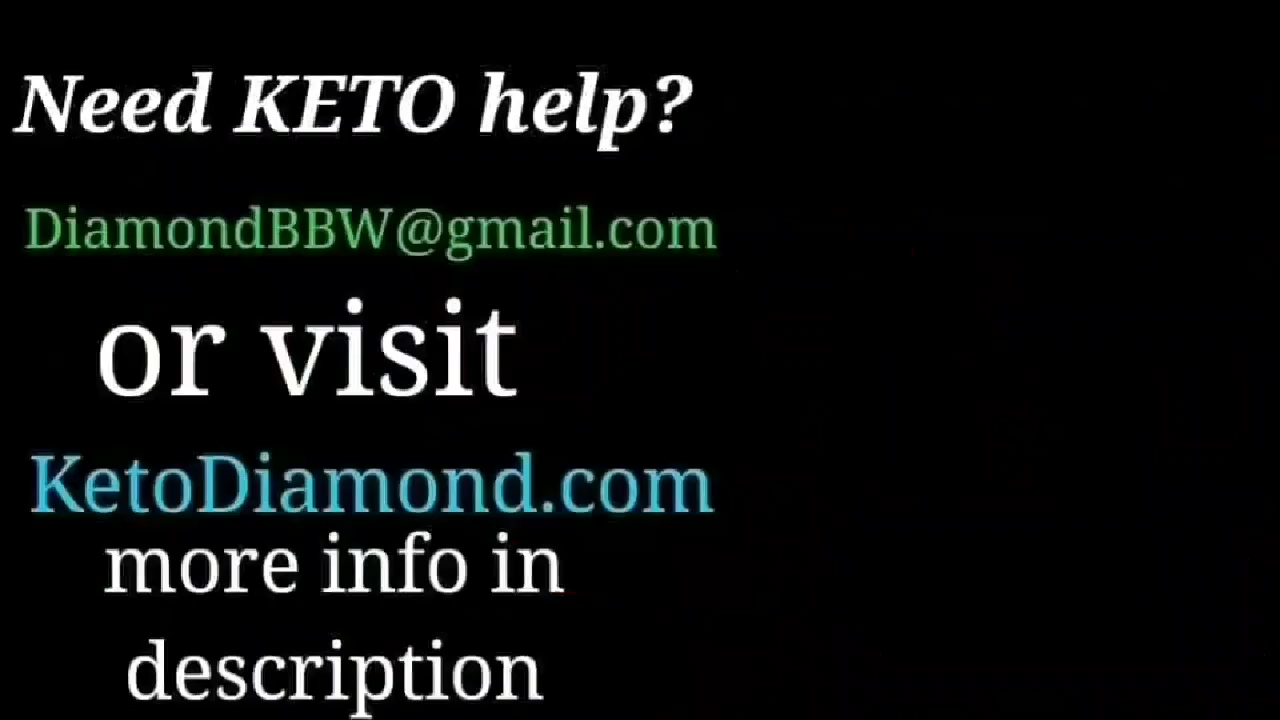 Need KETO help?
DiamondBBW@gmail.com
or visit
KetoDiamond.com
more info in
description